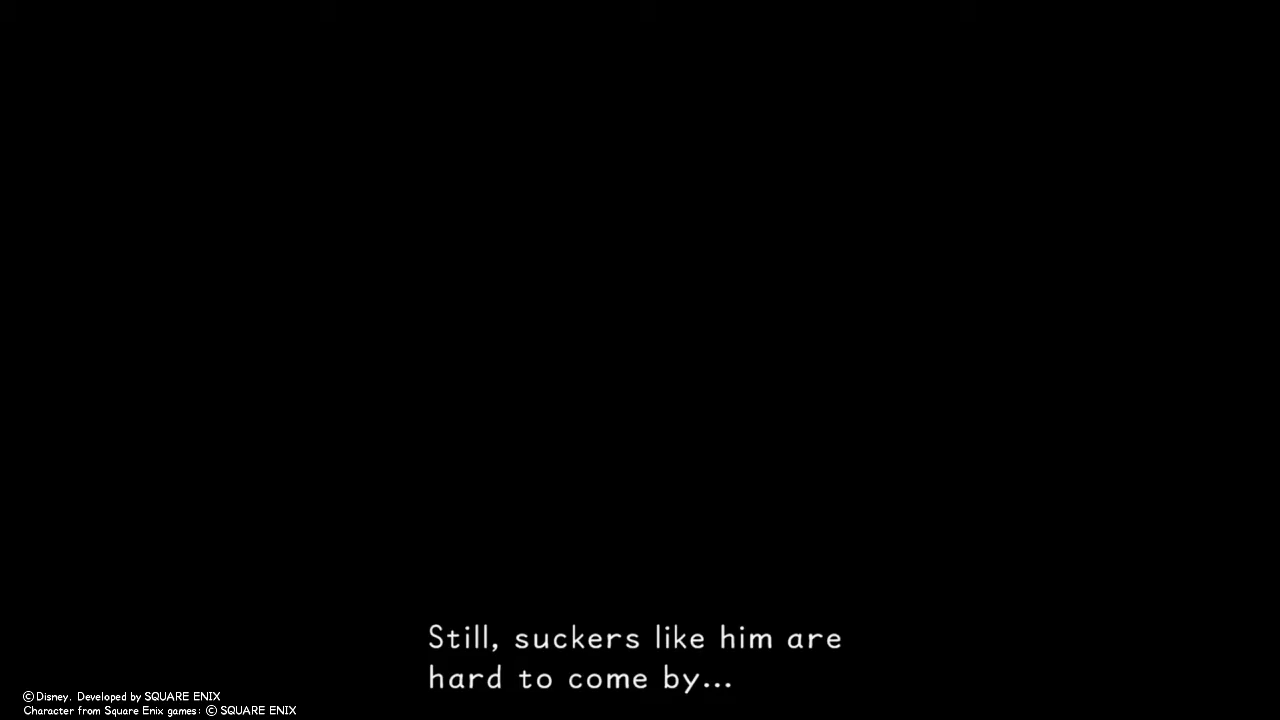 Still, suckers like him are
hard to come by...
©Disney. Developed by SQUARE ENIX
Character from Square Enix games: © SQUARE ENIX